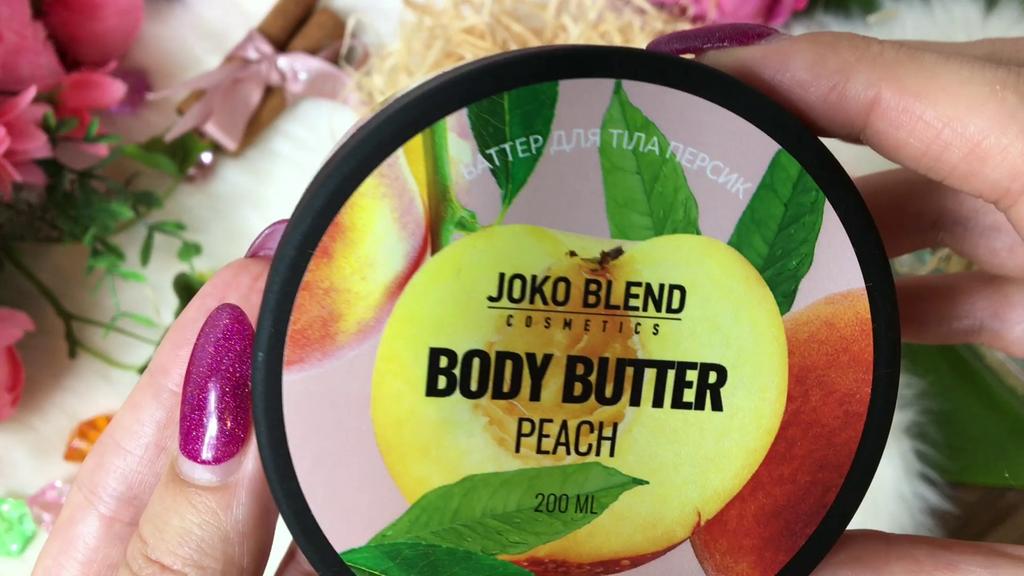 БАТТЕР ДЛЯ ТІЛА ПЕРСИК
JOKO BLEND
COSMETICS
BODY BUTTER
PEACH
200 ML